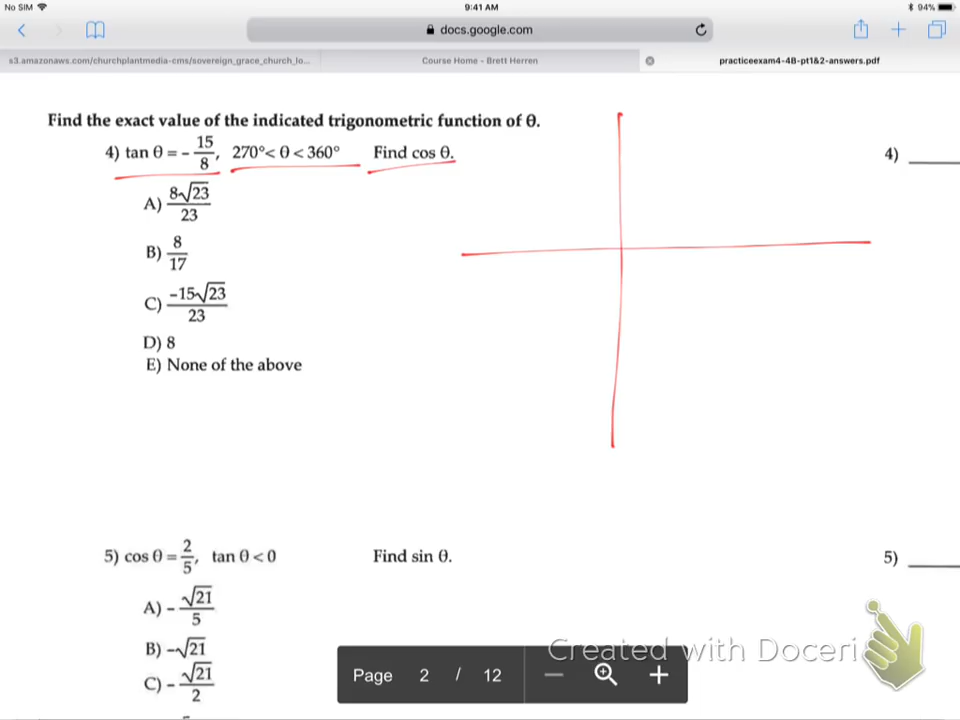 No SIM 9:41 AM 94%
docs.google.com
s3.amazonaws.com/churchplantmedia-cms/sovereign_grace_church_lo... Course Home - Brett Herren practiceexam4-4B-pt1&2-answers.pdf
Find the exact value of the indicated trigonometric function of θ.
4) tan θ = -15/8, 270° < θ < 360° Find cos θ. 4)
A) 8√23/23
B) 8/17
C) -15√23/23
D) 8
E) None of the above
5) cos θ = 2/5, tan θ < 0 Find sin θ. 5)
A) -√21/5
B) -√21
C) -√21/2
Created with Doceri
Page 2 / 12